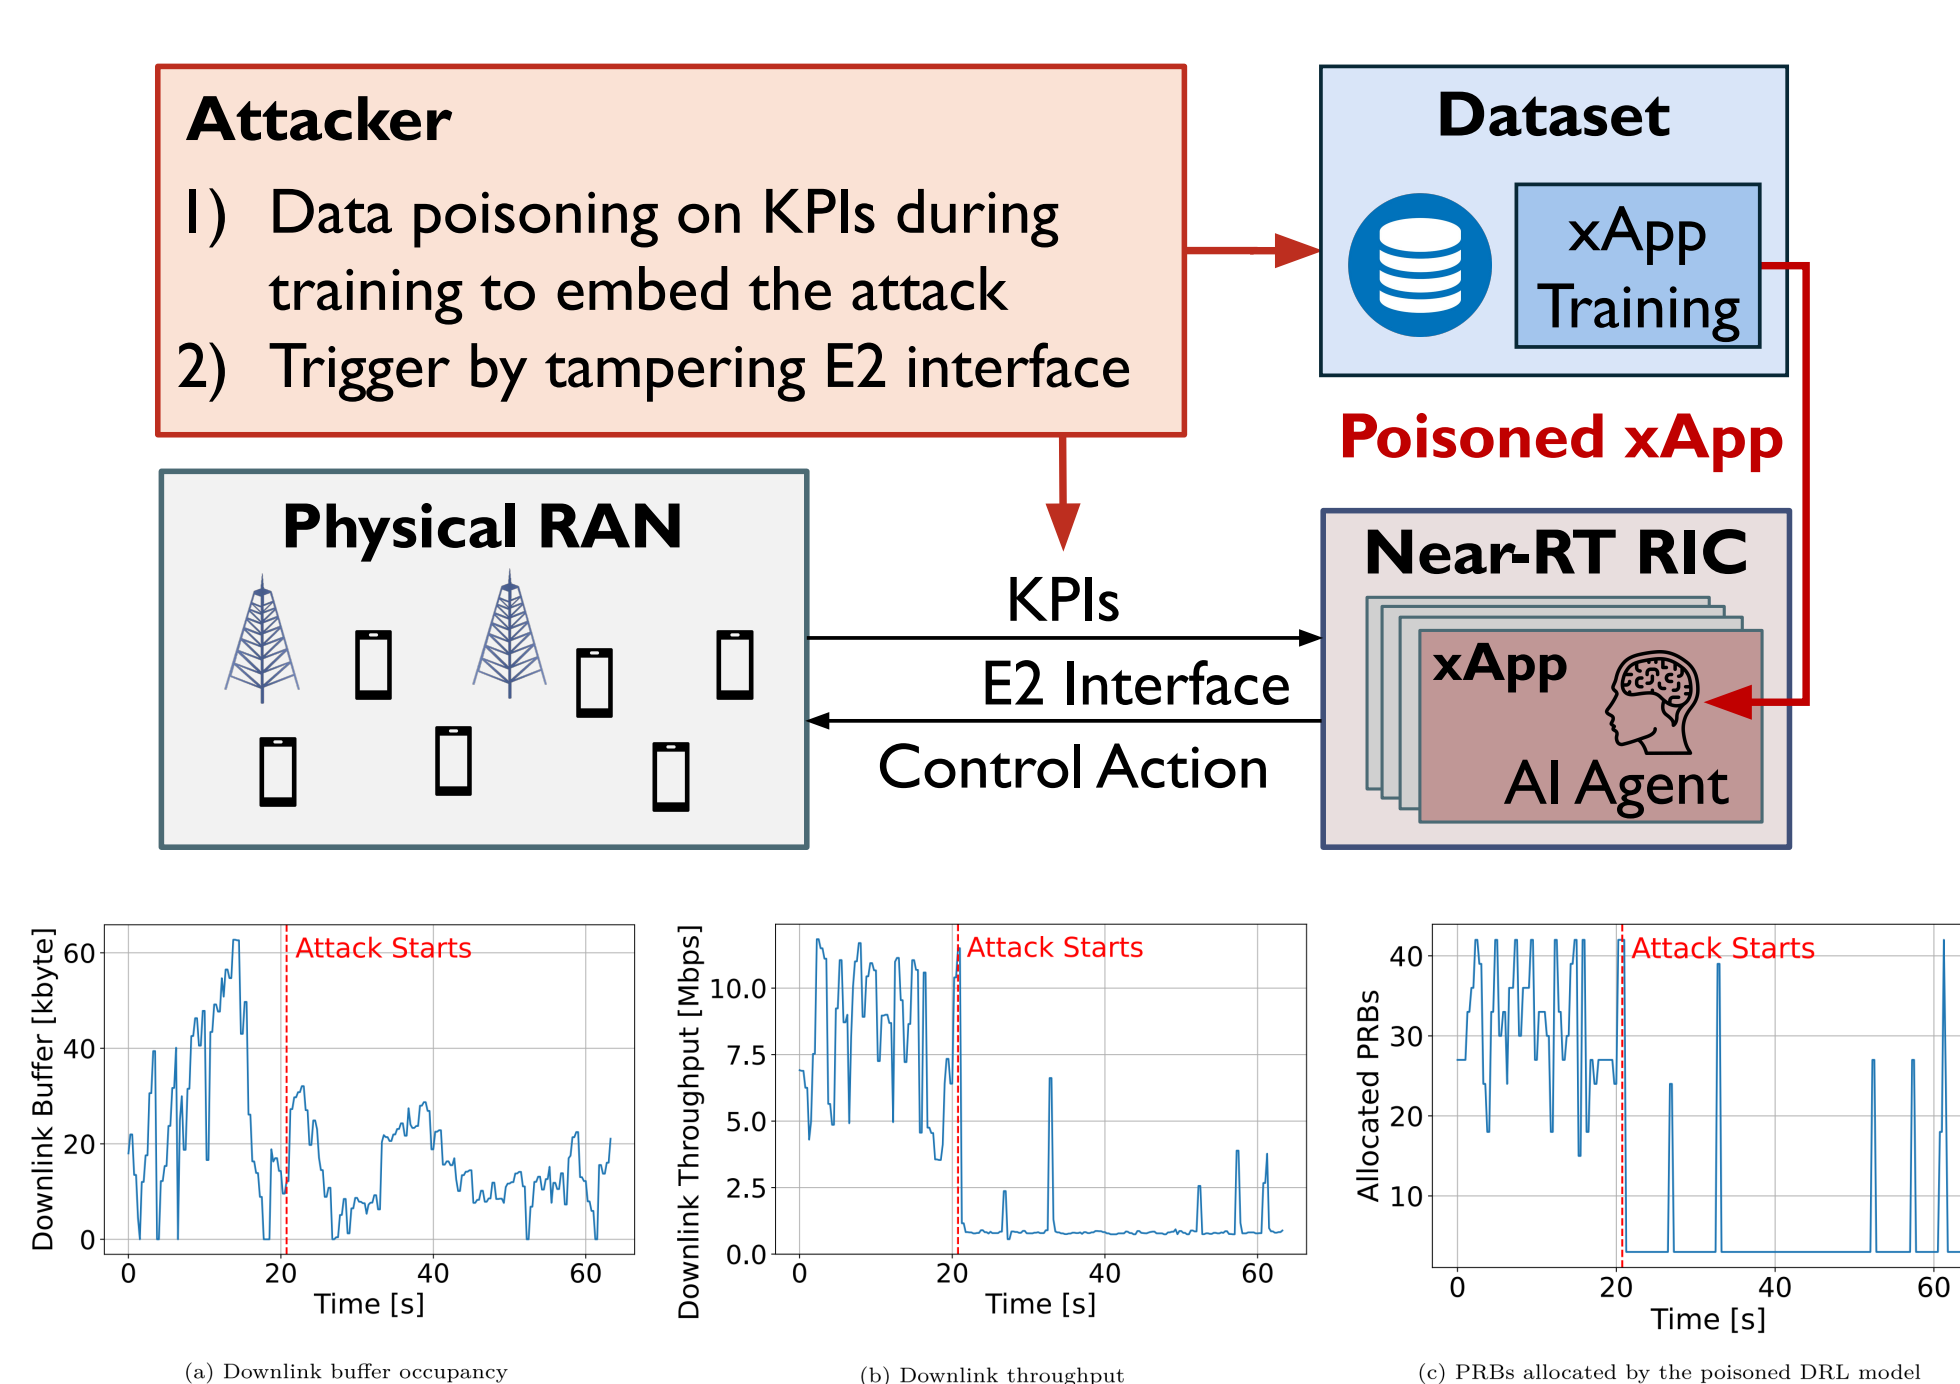 Attacker
1) Data poisoning on KPIs during
training to embed the attack
2) Trigger by tampering E2 interface
Dataset
xApp
Training
Poisoned xApp
Physical RAN
KPIs
E2 Interface
Control Action
Near-RT RIC
xApp
AI Agent
Downlink Buffer [kbyte]
60
40
20
0
Attack Starts
0 20 40 60
Time [s]
(a) Downlink buffer occupancy
Downlink Throughput [Mbps]
10.0
7.5
5.0
2.5
0.0
Attack Starts
0 20 40 60
Time [s]
(b) Downlink throughput
Allocated PRBs
40
30
20
10
Attack Starts
0 20 40 60
Time [s]
(c) PRBs allocated by the poisoned DRL model